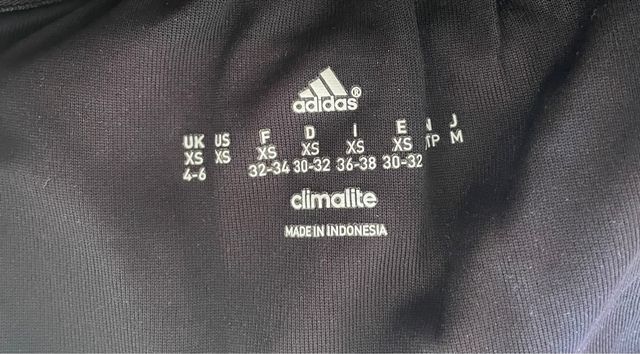 adidas®
UK US F D I E J
XS XS XS XS XS XS TP M
4-6 32-34 30-32 36-38 30-32
climalite
MADE IN INDONESIA